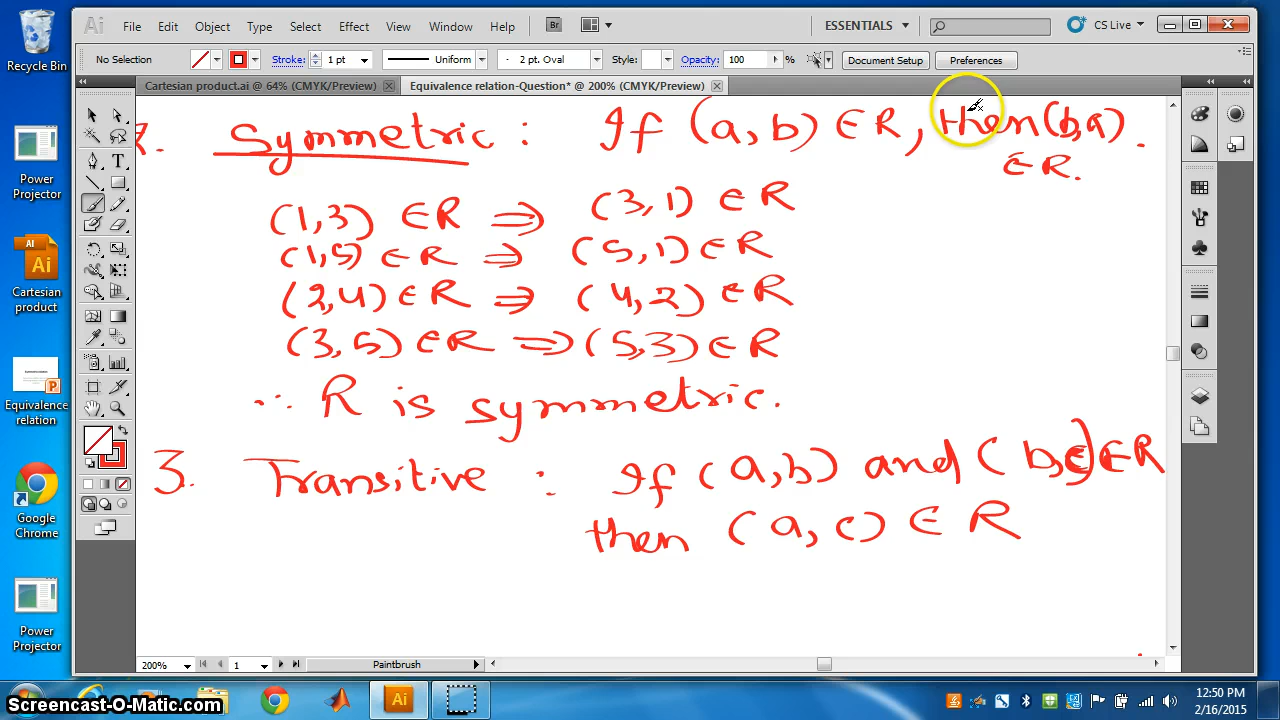 Ai File Edit Object Type Select Effect View Window Help Br ESSENTIALS CS Live
No Selection Stroke: 1 pt Uniform 2 pt. Oval Style: Opacity: 100 % Document Setup Preferences
Cartesian product.ai @ 64% (CMYK/Preview) Equivalence relation-Question* @ 200% (CMYK/Preview)
Recycle Bin
Power Projector
Ai
Cartesian product
Equivalence relation
Google Chrome
Power Projector
Symmetric : If (a, b) ∈ R, then (b, a)
∈ R.
(1,3) ∈ R ⇒ (3,1) ∈ R
(1,5) ∈ R ⇒ (5,1) ∈ R
(2,4) ∈ R ⇒ (4,2) ∈ R
(3,5) ∈ R ⇒ (5,3) ∈ R
∴ R is symmetric.
3. Transitive : If (a,b) and (b,c) ∈ R
then (a, c) ∈ R
200% 1 Paintbrush
Ai
12:50 PM
2/16/2015
Screencast-O-Matic.com